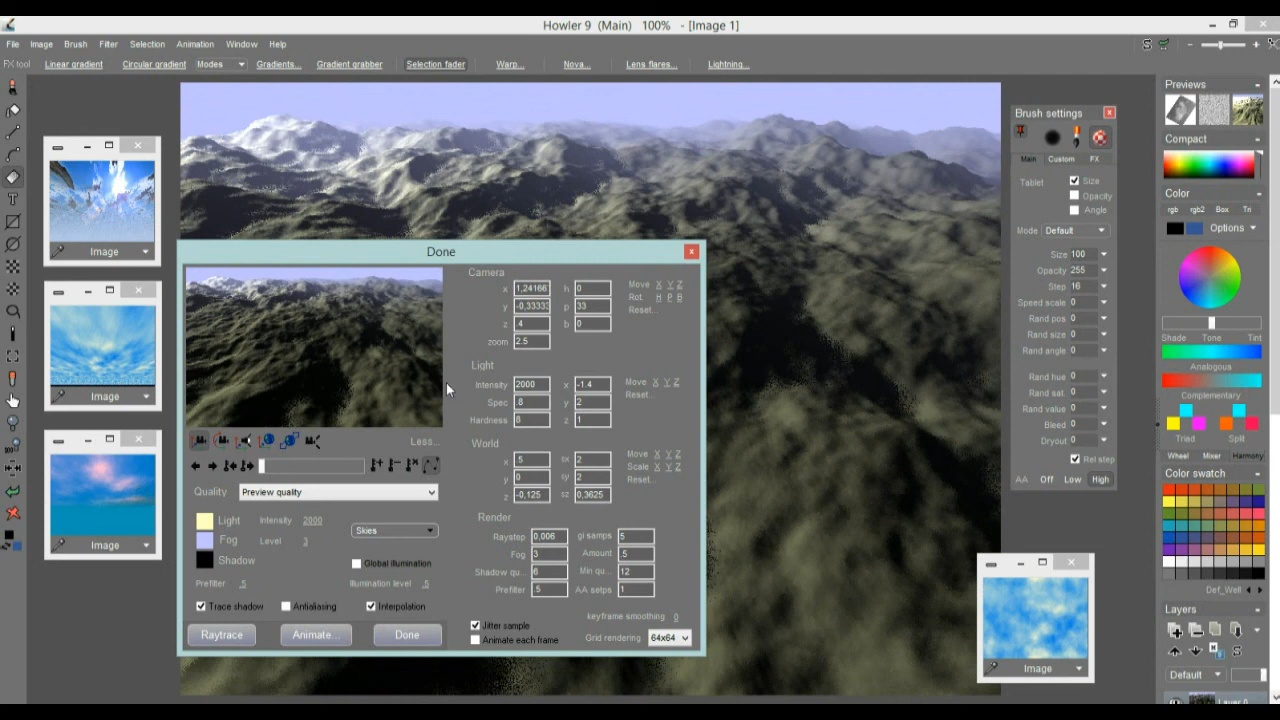 Howler 9 (Main) 100% - [Image 1]
File Image Brush Filter Selection Animation Window Help
FX tool Linear gradient Circular gradient Modes Gradients... Gradient grabber Selection fader Warp... Nova... Lens flares... Lightning...
Image
Image
Image
Done
Camera
x 1,24166 h 0 Move X Y Z
y -0,3333 p 33 Rot. H P B
z .4 b 0 Reset...
zoom 2.5
Light
Intensity 2000 x -1.4 Move X Y Z
Spec .8 y 2 Reset...
Hardness 8 z 1
Less...
World
x .5 sx 2 Move X Y Z
y 0 sy 2 Scale X Y Z
z -0,125 sz 0,3625 Reset...
Quality Preview quality
Light Intensity 2000 Skies
Fog Level 3
Shadow Global illumination
Prefilter .5 Illumination level .5
Trace shadow Antialiasing Interpolation
Raytrace Animate... Done
Render
Raystep 0,006 gi samps 5
Fog 3 Amount .5
Shadow qu... 6 Min qu... 12
Prefilter .5 AA setps 1
keyframe smoothing 0
Jitter sample
Animate each frame Grid rendering 64x64
Brush settings
Main Custom FX
Tablet Size
Opacity
Angle
Mode Default
Size 100
Opacity 255
Step 16
Speed scale 0
Rand pos 0
Rand size 0
Rand angle 0
Rand hue 0
Rand sat. 0
Rand value 0
Bleed 0
Dryout 0
Rel step
AA Off Low High
Image
Previews
Compact
Color
rgb rgb2 Box Tri
Options
Shade Tone Tint
Analogous
Complementary
Triad Split
Wheel Mixer Harmony
Color swatch
Def_Well
Layers
Default
Layer 0